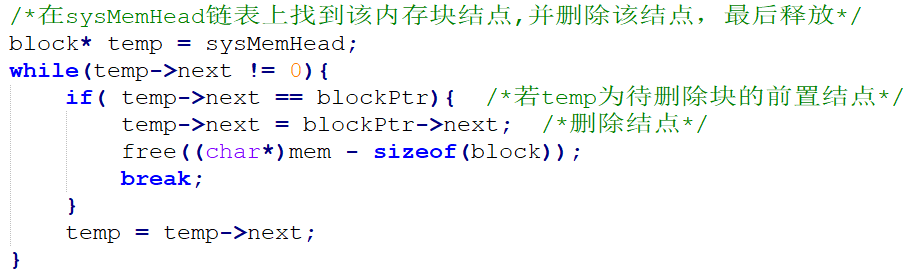 /*在sysMemHead链表上找到该内存块结点,并删除该结点，最后释放*/
block* temp = sysMemHead;
while(temp->next != 0){
    if( temp->next == blockPtr){  /*若temp为待删除块的前置结点*/
        temp->next = blockPtr->next;  /*删除结点*/
        free((char*)mem - sizeof(block));
        break;
    }
    temp = temp->next;
}